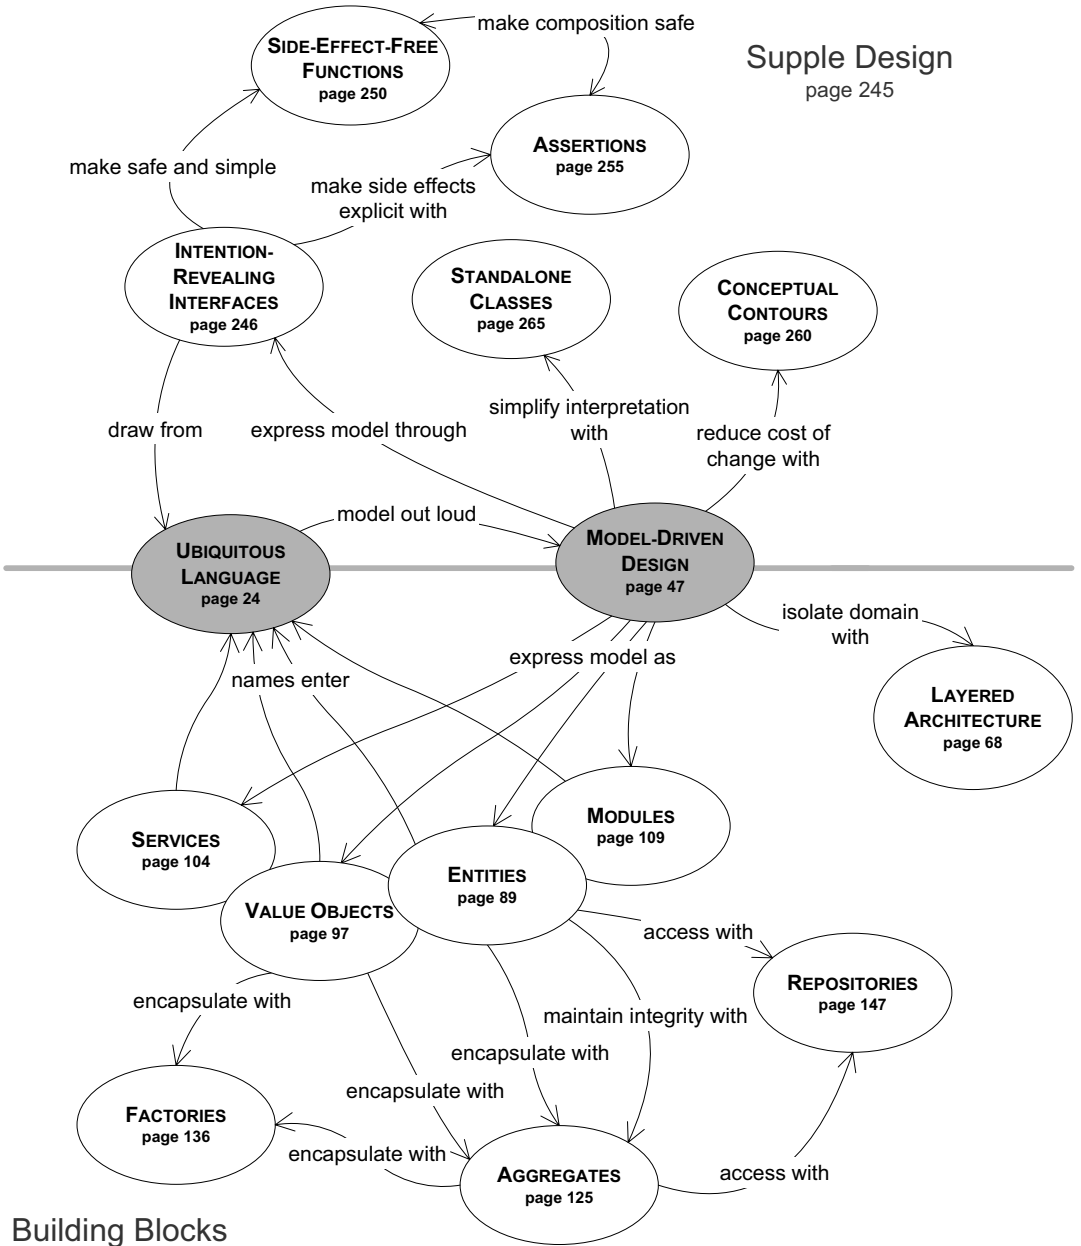 make composition safe
SIDE-EFFECT-FREE
FUNCTIONS
page 250
Supple Design
page 245
ASSERTIONS
page 255
make safe and simple
make side effects
explicit with
INTENTION-
REVEALING
INTERFACES
page 246
STANDALONE
CLASSES
page 265
CONCEPTUAL
CONTOURS
page 260
draw from
express model through
simplify interpretation
with
reduce cost of
change with
model out loud
UBIQUITOUS
LANGUAGE
page 24
MODEL-DRIVEN
DESIGN
page 47
isolate domain
with
express model as
names enter
LAYERED
ARCHITECTURE
page 68
SERVICES
page 104
MODULES
page 109
ENTITIES
page 89
VALUE OBJECTS
page 97
access with
REPOSITORIES
page 147
encapsulate with
maintain integrity with
encapsulate with
encapsulate with
FACTORIES
page 136
encapsulate with
AGGREGATES
page 125
access with
Building Blocks